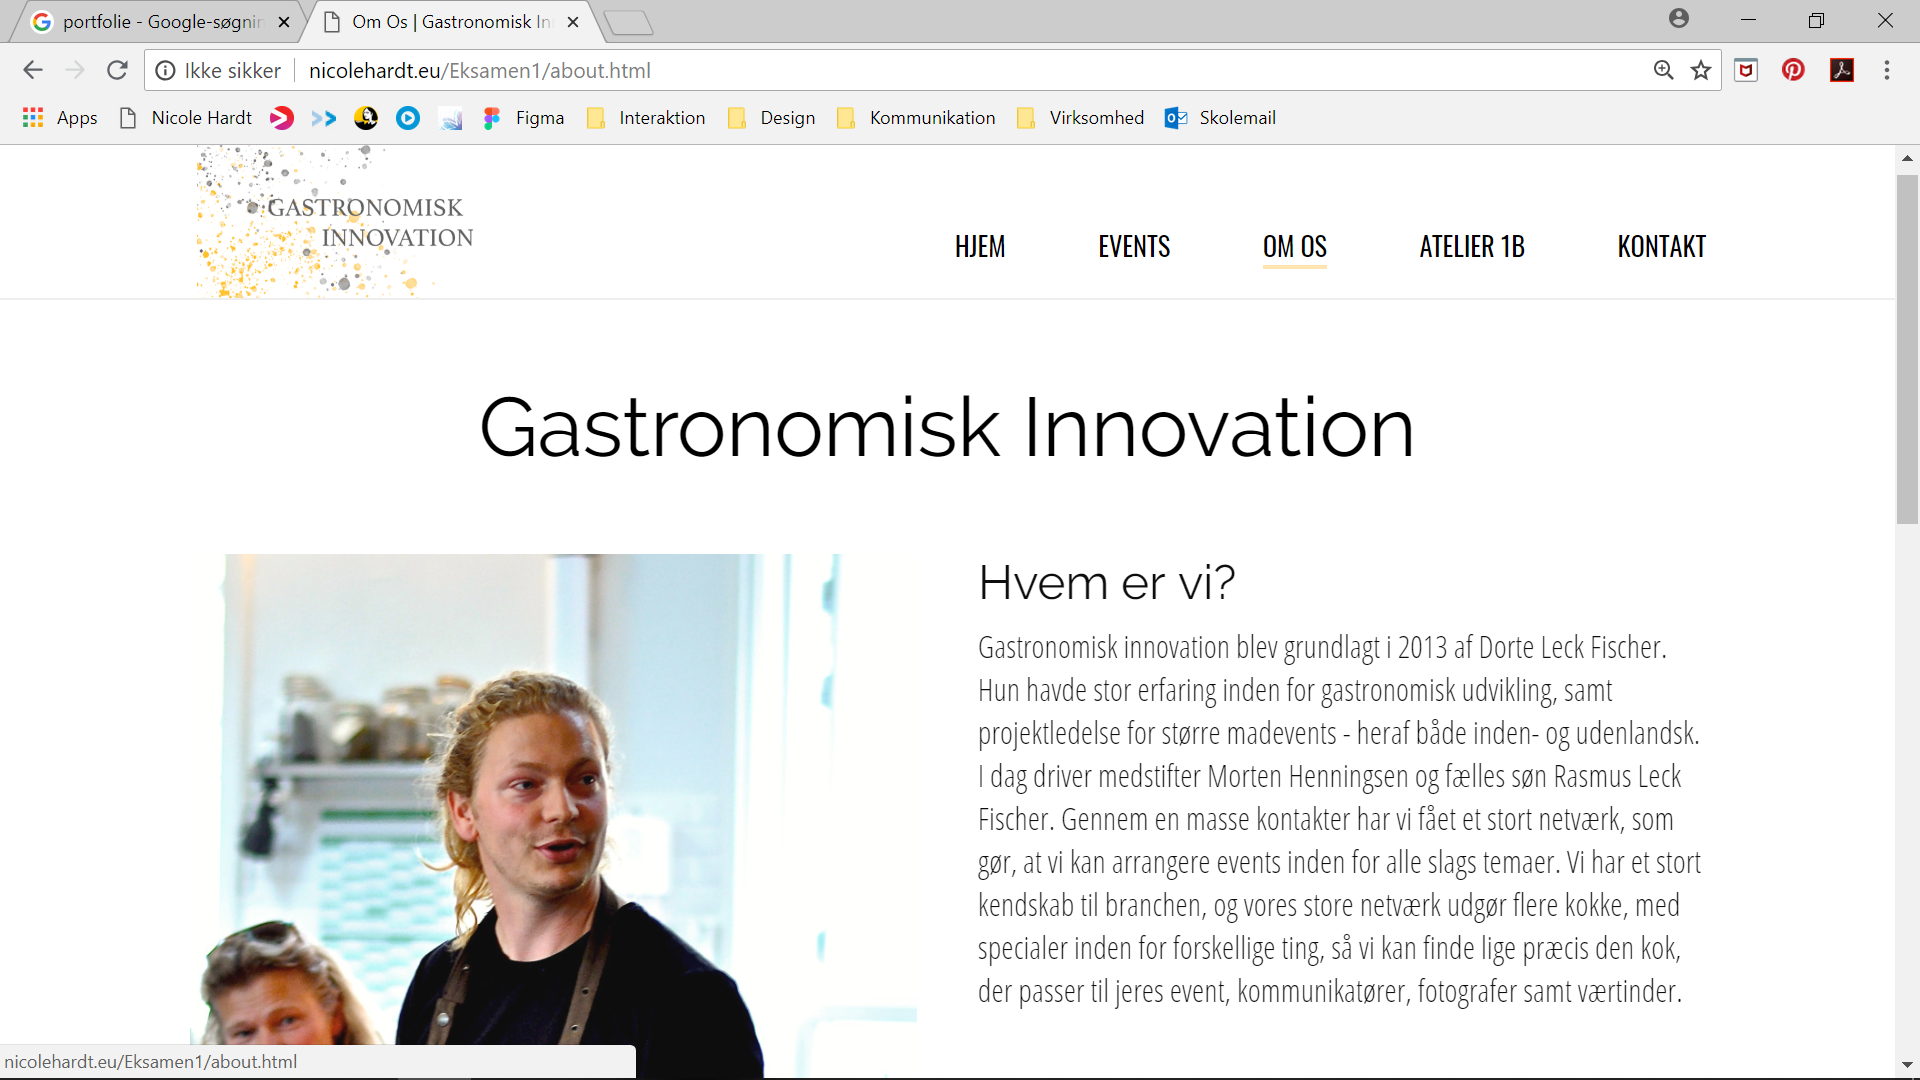 portfolie - Google-søgnin
Om Os | Gastronomisk In
Ikke sikker
nicolehardt.eu/Eksamen1/about.html
Apps
Nicole Hardt
Figma
Interaktion
Design
Kommunikation
Virksomhed
Skolemail
GASTRONOMISK
INNOVATION
HJEM
EVENTS
OM OS
ATELIER 1B
KONTAKT
Gastronomisk Innovation
Hvem er vi?
Gastronomisk innovation blev grundlagt i 2013 af Dorte Leck Fischer.
Hun havde stor erfaring inden for gastronomisk udvikling, samt
projektledelse for større madevents - heraf både inden- og udenlandsk.
I dag driver medstifter Morten Henningsen og fælles søn Rasmus Leck
Fischer. Gennem en masse kontakter har vi fået et stort netværk, som
gør, at vi kan arrangere events inden for alle slags temaer. Vi har et stort
kendskab til branchen, og vores store netværk udgør flere kokke, med
specialer inden for forskellige ting, så vi kan finde lige præcis den kok,
der passer til jeres event, kommunikatører, fotografer samt værtinder.
nicolehardt.eu/Eksamen1/about.html